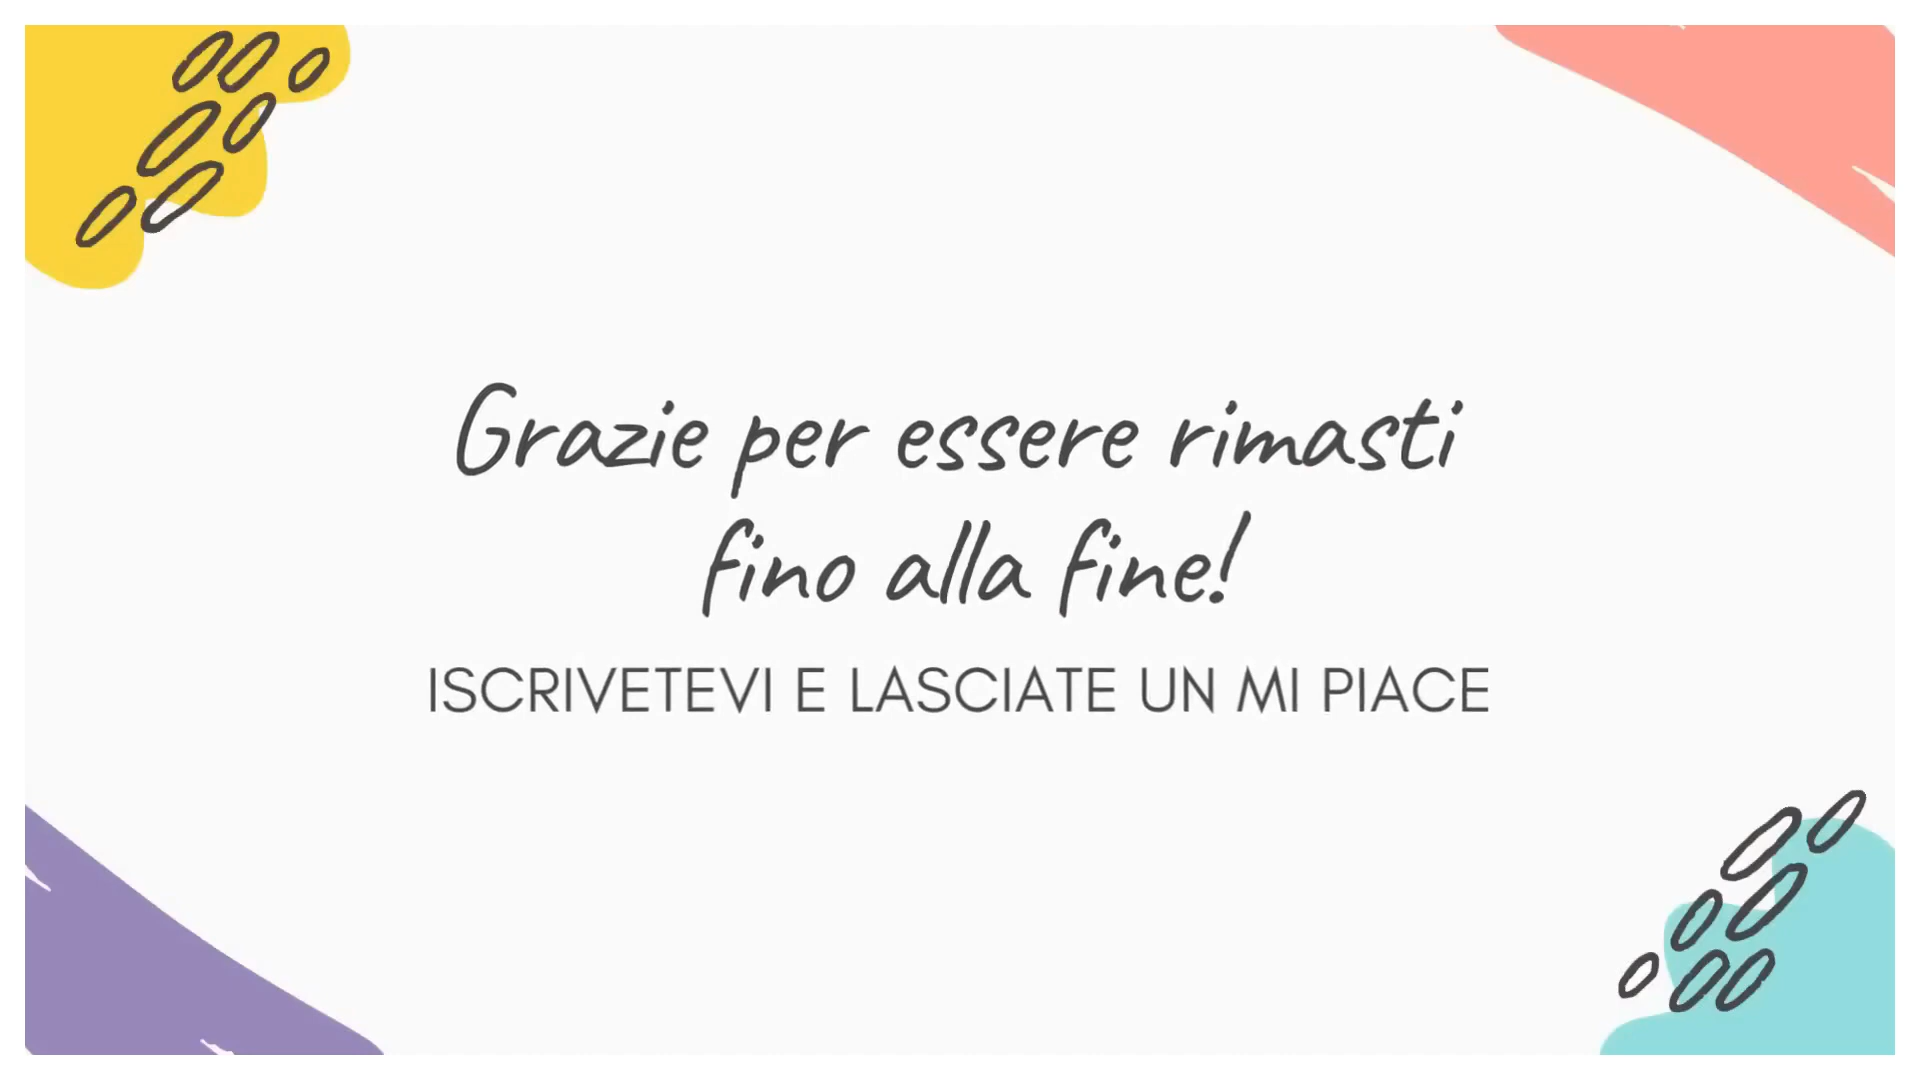 Grazie per essere rimasti
fino alla fine!
ISCRIVETEVI E LASCIATE UN MI PIACE